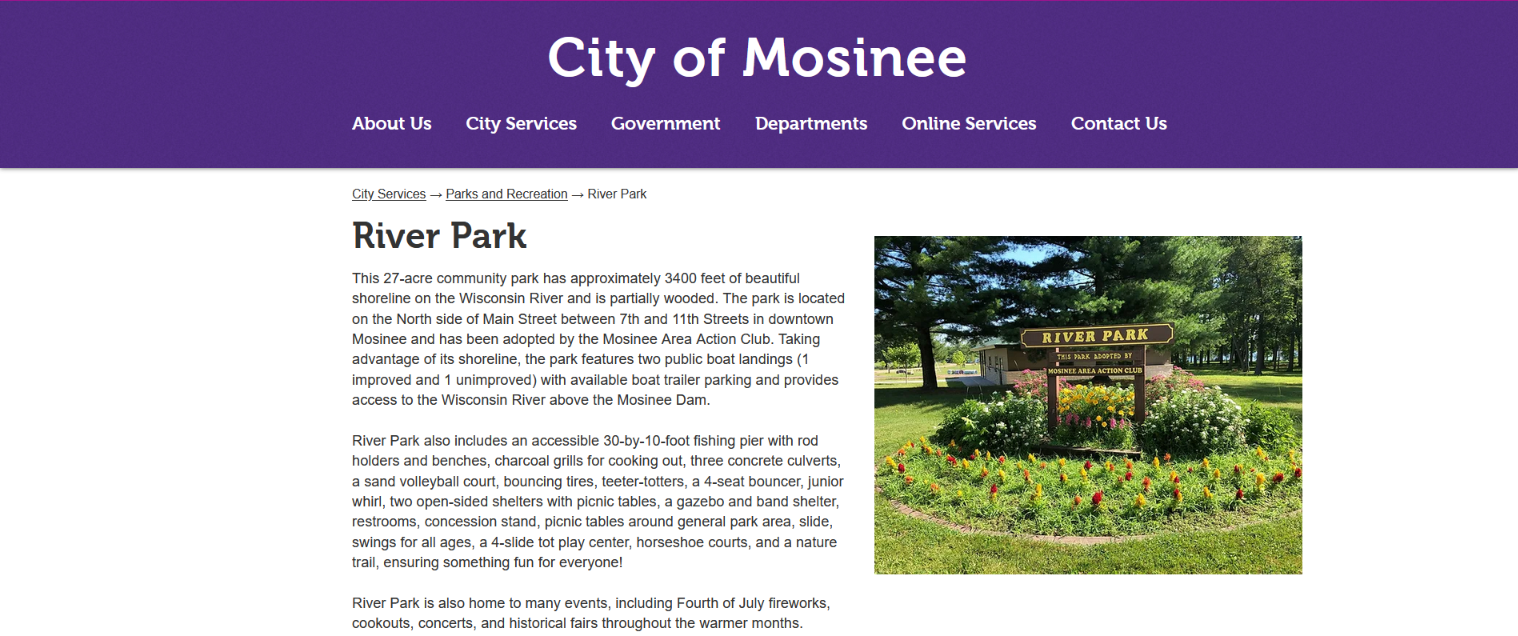 City of Mosinee
About Us City Services Government Departments Online Services Contact Us
City Services → Parks and Recreation → River Park
River Park
This 27-acre community park has approximately 3400 feet of beautiful
shoreline on the Wisconsin River and is partially wooded. The park is located
on the North side of Main Street between 7th and 11th Streets in downtown
Mosinee and has been adopted by the Mosinee Area Action Club. Taking
advantage of its shoreline, the park features two public boat landings (1
improved and 1 unimproved) with available boat trailer parking and provides
access to the Wisconsin River above the Mosinee Dam.
River Park also includes an accessible 30-by-10-foot fishing pier with rod
holders and benches, charcoal grills for cooking out, three concrete culverts,
a sand volleyball court, bouncing tires, teeter-totters, a 4-seat bouncer, junior
whirl, two open-sided shelters with picnic tables, a gazebo and band shelter,
restrooms, concession stand, picnic tables around general park area, slide,
swings for all ages, a 4-slide tot play center, horseshoe courts, and a nature
trail, ensuring something fun for everyone!
River Park is also home to many events, including Fourth of July fireworks,
cookouts, concerts, and historical fairs throughout the warmer months.
RIVER PARK
THIS PARK ADOPTED BY
MOSINEE AREA ACTION CLUB